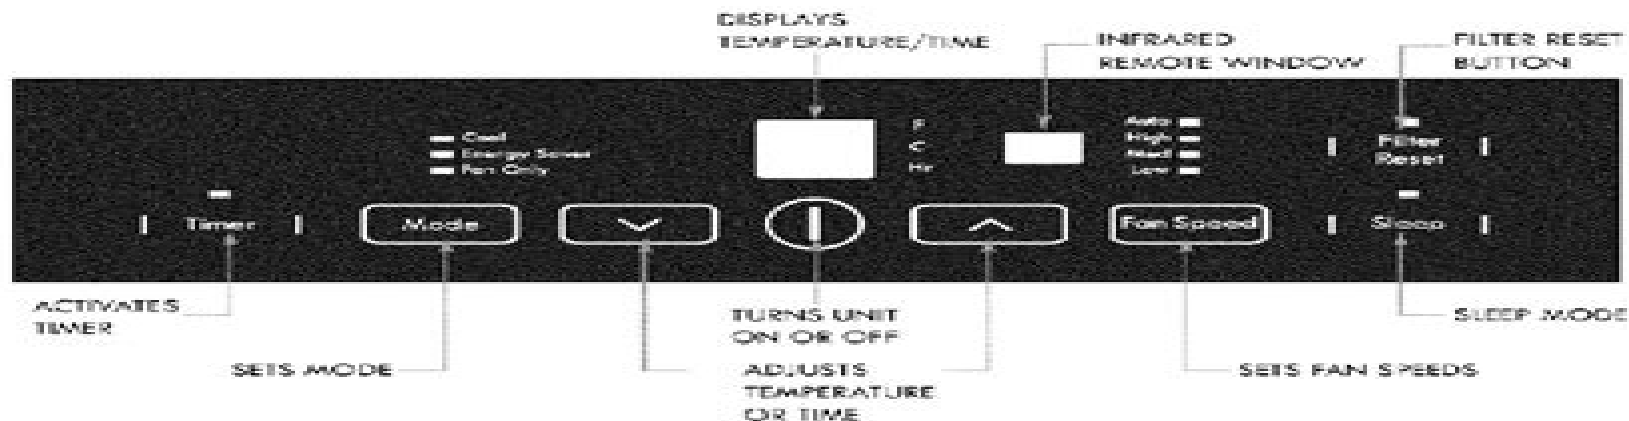 DISPLAYS
TEMPERATURE/TIME
INFRARED
REMOTE WINDOW
FILTER RESET
BUTTON
Cool
Energy Saver
Fan Only
F
C
Hr
Auto
High
Med
Low
Filter
Reset
Timer
Mode
Fan Speed
Sleep
ACTIVATES
TIMER
TURNS UNIT
ON OR OFF
SLEEP MODE
SETS MODE
ADJUSTS
TEMPERATURE
OR TIME
SETS FAN SPEEDS